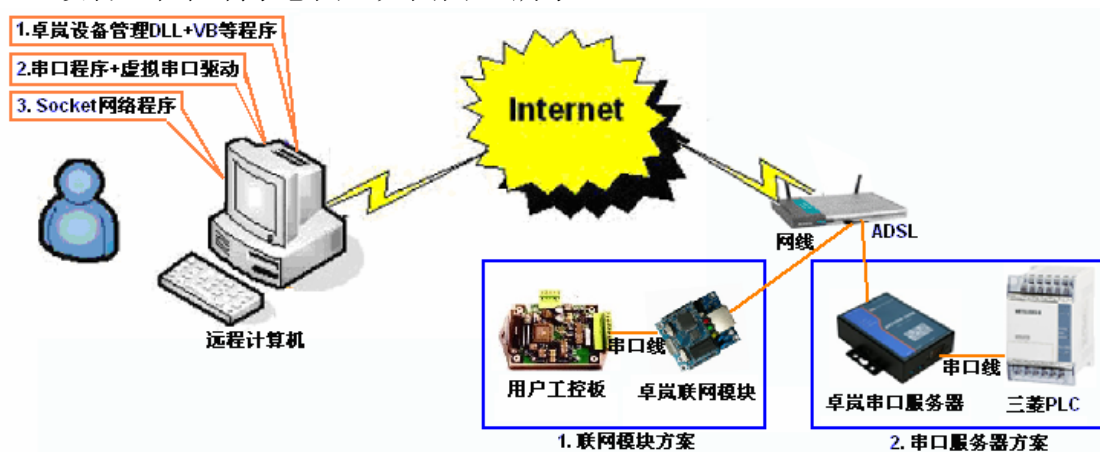 1.卓岚设备管理DLL+VB等程序
2.串口程序+虚拟串口驱动
3. Socket网络程序
Internet
网线
ADSL
远程计算机
串口线
用户工控板
卓岚联网模块
串口线
卓岚串口服务器
三菱PLC
1. 联网模块方案
2. 串口服务器方案